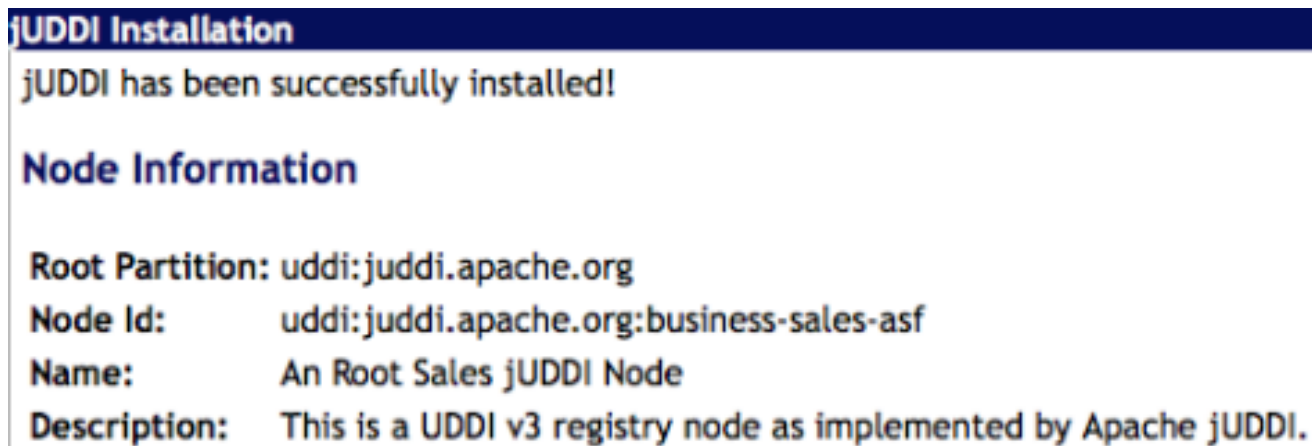 jUDDI Installation
jUDDI has been successfully installed!
Node Information
Root Partition: uddi:juddi.apache.org
Node Id: uddi:juddi.apache.org:business-sales-asf
Name: An Root Sales jUDDI Node
Description: This is a UDDI v3 registry node as implemented by Apache jUDDI.